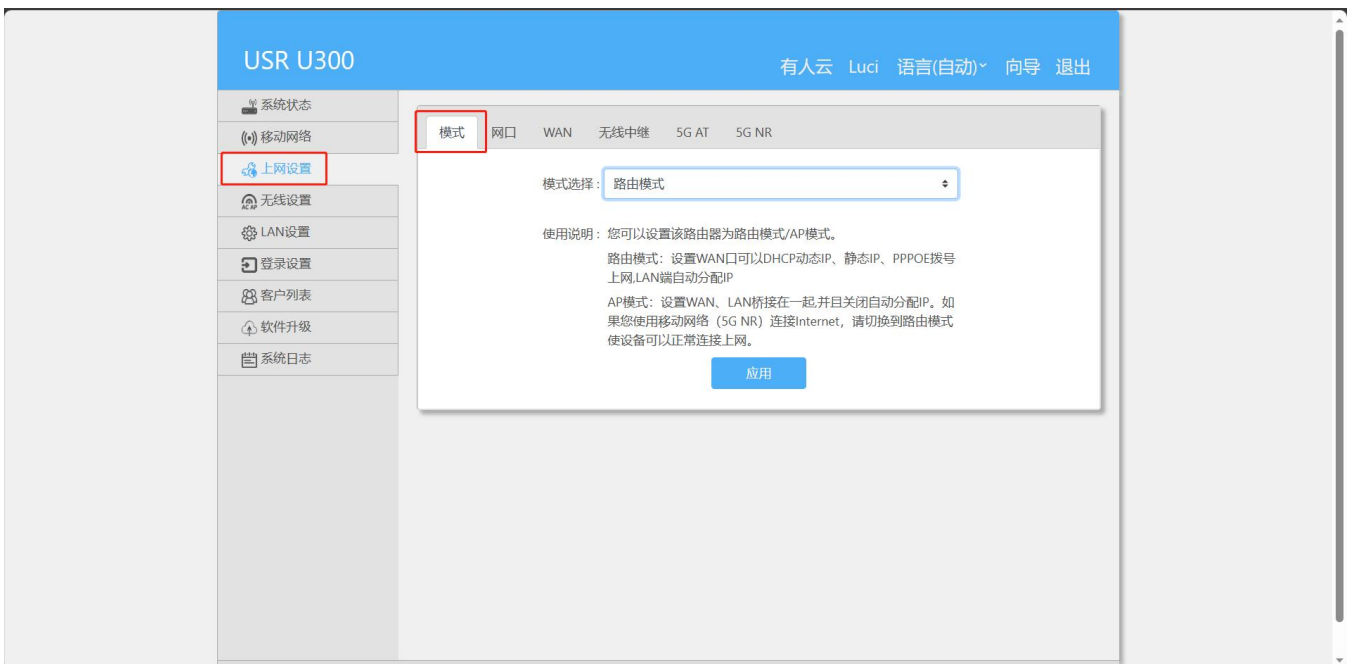 USR U300
有人云 Luci 语言(自动) 向导 退出
系统状态
移动网络
上网设置
无线设置
LAN设置
登录设置
客户列表
软件升级
系统日志
模式 网口 WAN 无线中继 5G AT 5G NR
模式选择： 路由模式
使用说明： 您可以设置该路由器为路由模式/AP模式。
路由模式：设置WAN口可以DHCP动态IP、静态IP、PPPOE拨号
上网,LAN端自动分配IP
AP模式：设置WAN、LAN桥接在一起,并且关闭自动分配IP。如
果您使用移动网络（5G NR）连接Internet，请切换到路由模式
使设备可以正常连接上网。
应用